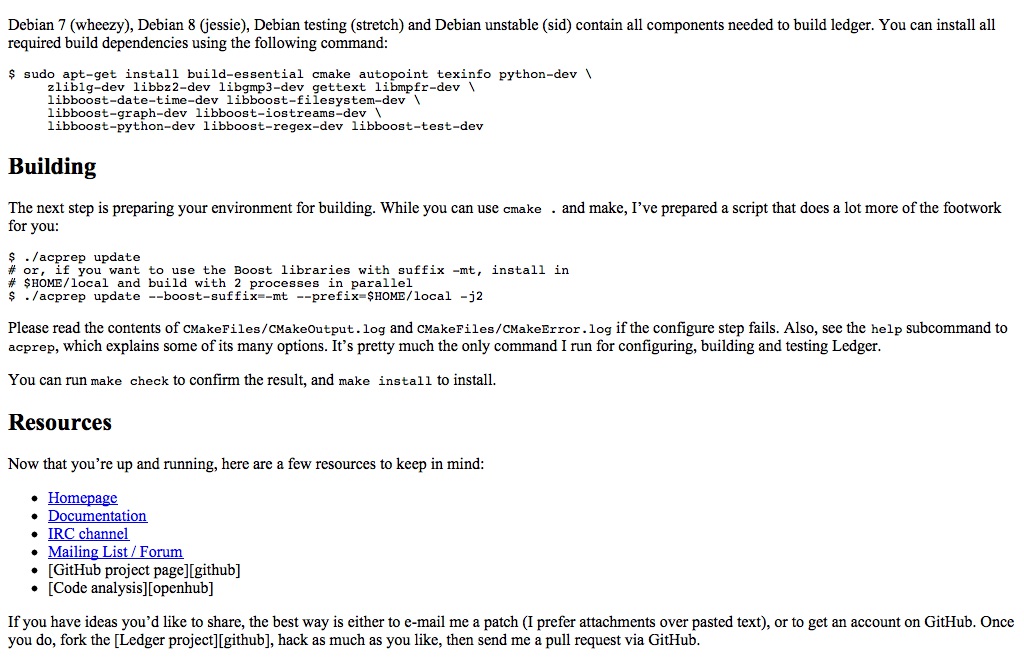 Debian 7 (wheezy), Debian 8 (jessie), Debian testing (stretch) and Debian unstable (sid) contain all components needed to build ledger. You can install all
required build dependencies using the following command:
$ sudo apt-get install build-essential cmake autopoint texinfo python-dev \
zlib1g-dev libbz2-dev libgmp3-dev gettext libmpfr-dev \
libboost-date-time-dev libboost-filesystem-dev \
libboost-graph-dev libboost-iostreams-dev \
libboost-python-dev libboost-regex-dev libboost-test-dev
Building
The next step is preparing your environment for building. While you can use cmake . and make, I’ve prepared a script that does a lot more of the footwork
for you:
$ ./acprep update
# or, if you want to use the Boost libraries with suffix -mt, install in
# $HOME/local and build with 2 processes in parallel
$ ./acprep update --boost-suffix=-mt --prefix=$HOME/local -j2
Please read the contents of CMakeFiles/CMakeOutput.log and CMakeFiles/CMakeError.log if the configure step fails. Also, see the help subcommand to
acprep, which explains some of its many options. It’s pretty much the only command I run for configuring, building and testing Ledger.
You can run make check to confirm the result, and make install to install.
Resources
Now that you’re up and running, here are a few resources to keep in mind:
• Homepage
• Documentation
• IRC channel
• Mailing List / Forum
• [GitHub project page][github]
• [Code analysis][openhub]
If you have ideas you’d like to share, the best way is either to e-mail me a patch (I prefer attachments over pasted text), or to get an account on GitHub. Once
you do, fork the [Ledger project][github], hack as much as you like, then send me a pull request via GitHub.